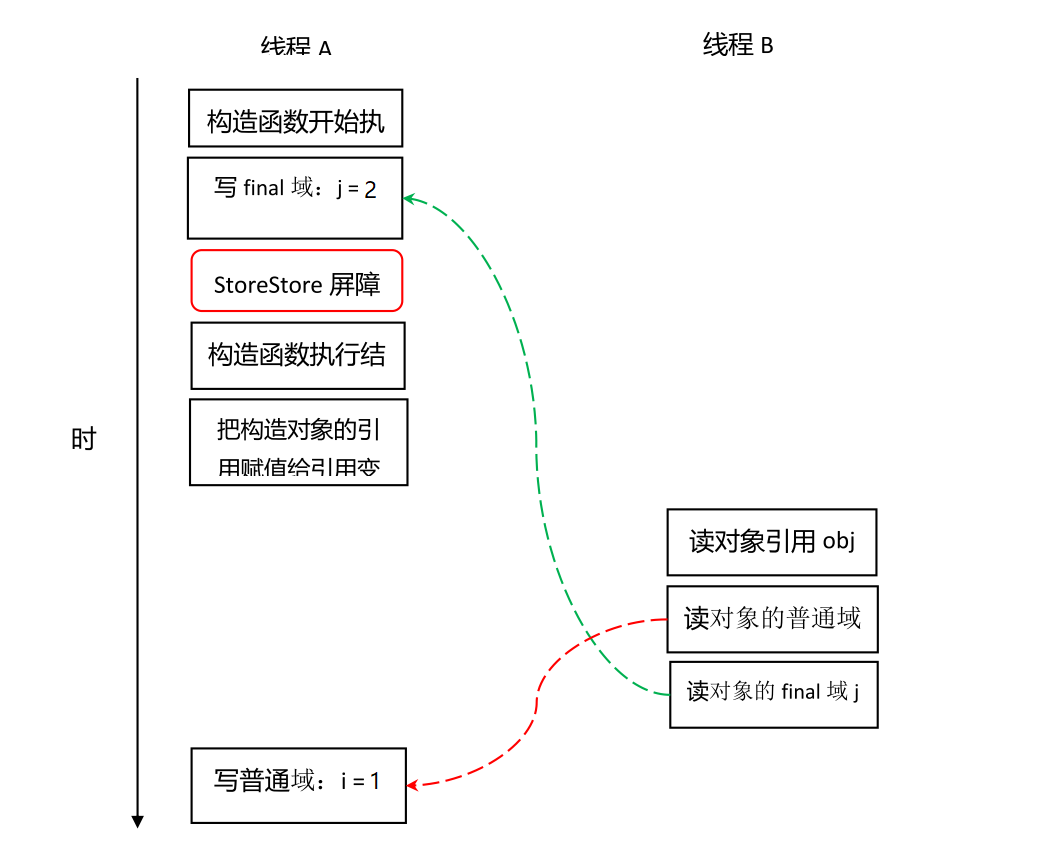 线程 A
线程 B
构造函数开始执
写 final 域：j = 2
StoreStore 屏障
构造函数执行结
把构造对象的引
用赋值给引用变
时
读对象引用 obj
读对象的普通域
读对象的 final 域 j
写普通域：i = 1